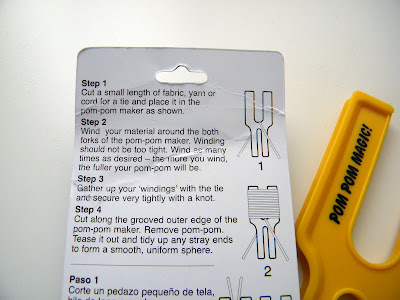 Step 1
Cut a small length of fabric, yarn or
cord for a tie and place it in the
pom-pom maker as shown.
Step 2
Wind your material around the both
forks of the pom-pom maker. Winding
should not be too tight. Wind as many
times as desired – the more you wind,
the fuller your pom-pom will be.
1
Step 3
Gather up your 'windings' with the tie
and secure very tightly with a knot.
Step 4
Cut along the grooved outer edge of the
pom-pom maker. Remove pom-pom.
Tease it out and tidy up any stray ends
to form a smooth, uniform sphere.
2
Paso 1
Corte un pedazo pequeño de tela,
POM POM MAGIC!